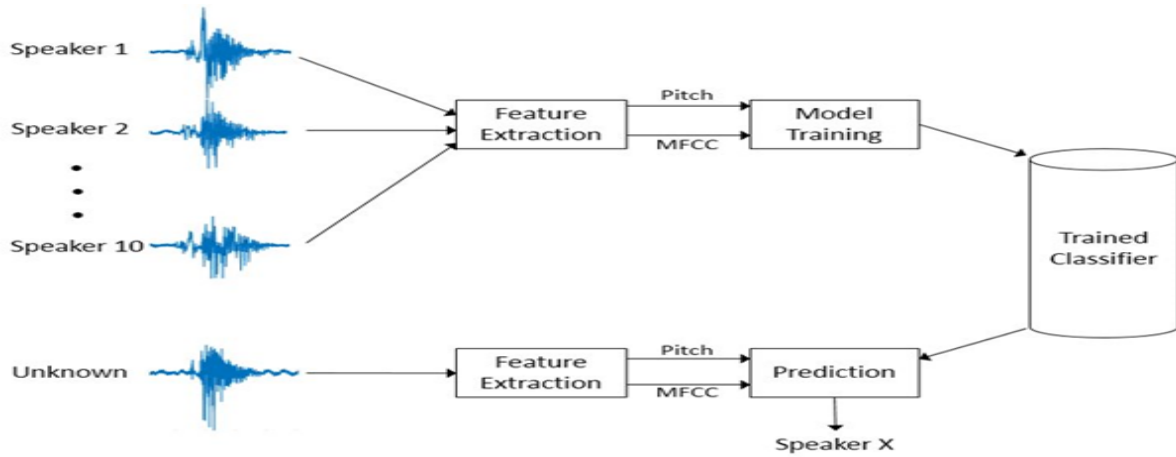 Speaker 1
Speaker 2
Speaker 10
Feature
Extraction
Pitch
MFCC
Model
Training
Trained
Classifier
Unknown
Feature
Extraction
Pitch
MFCC
Prediction
Speaker X